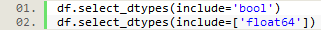 01. df.select_dtypes(include='bool')
02. df.select_dtypes(include=['float64'])